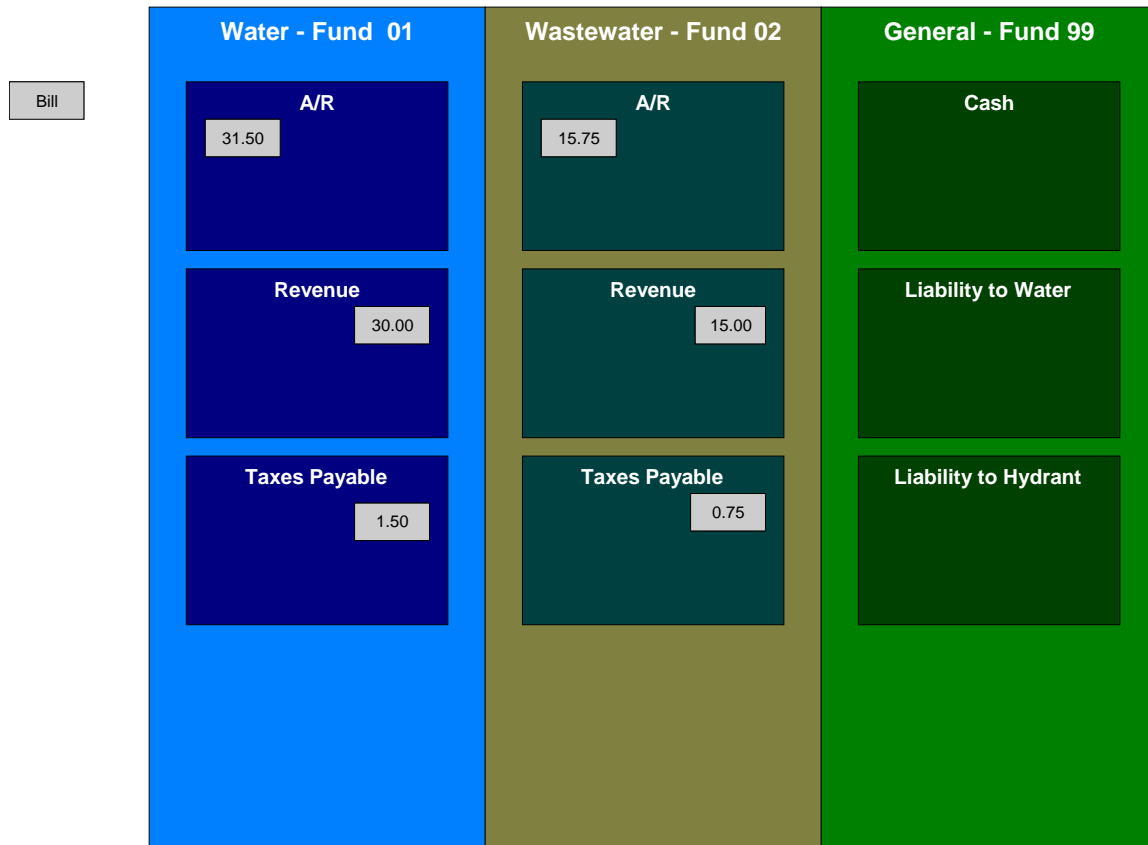 Water - Fund  01
Wastewater - Fund 02
General - Fund 99
Bill
A/R
31.50
A/R
15.75
Cash
Revenue
30.00
Revenue
15.00
Liability to Water
Taxes Payable
1.50
Taxes Payable
0.75
Liability to Hydrant